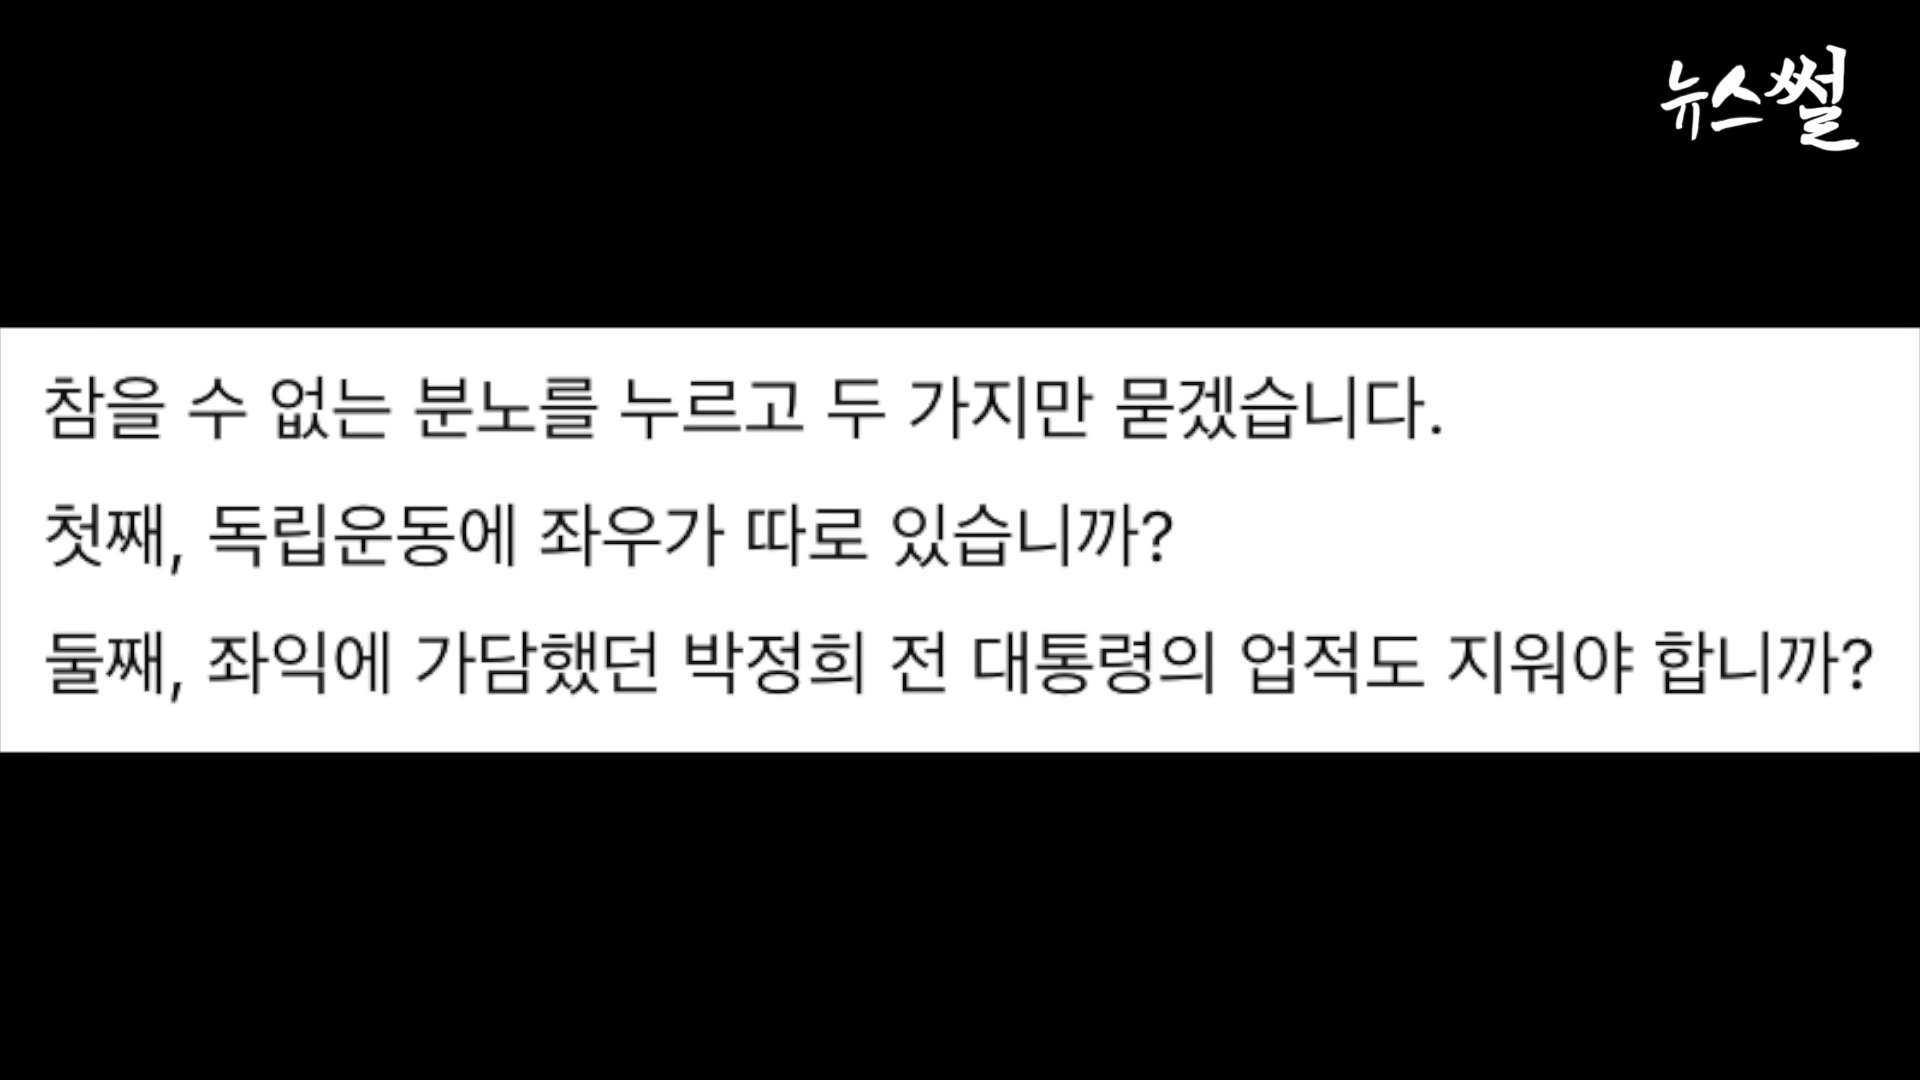 뉴스썰
참을 수 없는 분노를 누르고 두 가지만 묻겠습니다.
첫째, 독립운동에 좌우가 따로 있습니까?
둘째, 좌익에 가담했던 박정희 전 대통령의 업적도 지워야 합니까?